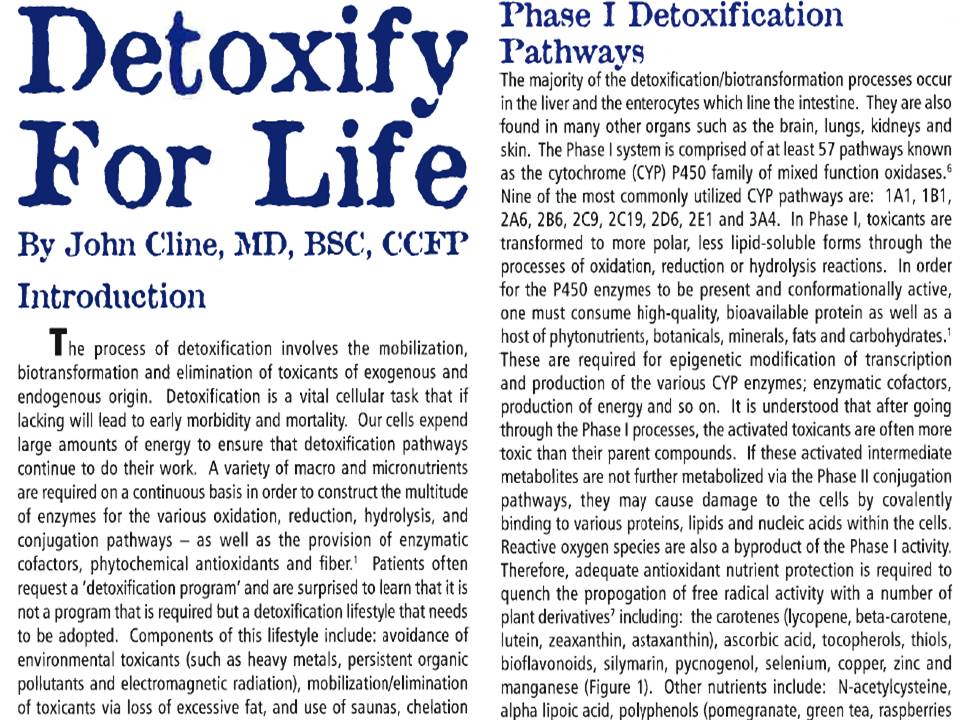 Detoxify
For Life
By John Cline, MD, BSC, CCFP
Introduction
The process of detoxification involves the mobilization,
biotransformation and elimination of toxicants of exogenous and
endogenous origin. Detoxification is a vital cellular task that if
lacking will lead to early morbidity and mortality. Our cells expend
large amounts of energy to ensure that detoxification pathways
continue to do their work. A variety of macro and micronutrients
are required on a continuous basis in order to construct the multitude
of enzymes for the various oxidation, reduction, hydrolysis, and
conjugation pathways – as well as the provision of enzymatic
cofactors, phytochemical antioxidants and fiber.¹ Patients often
request a 'detoxification program' and are surprised to learn that it is
not a program that is required but a detoxification lifestyle that needs
to be adopted. Components of this lifestyle include: avoidance of
environmental toxicants (such as heavy metals, persistent organic
pollutants and electromagnetic radiation), mobilization/elimination
of toxicants via loss of excessive fat, and use of saunas, chelation
Phase I Detoxification
Pathways
The majority of the detoxification/biotransformation processes occur
in the liver and the enterocytes which line the intestine. They are also
found in many other organs such as the brain, lungs, kidneys and
skin. The Phase I system is comprised of at least 57 pathways known
as the cytochrome (CYP) P450 family of mixed function oxidases.⁶
Nine of the most commonly utilized CYP pathways are: 1A1, 1B1,
2A6, 2B6, 2C9, 2C19, 2D6, 2E1 and 3A4. In Phase I, toxicants are
transformed to more polar, less lipid-soluble forms through the
processes of oxidation, reduction or hydrolysis reactions. In order
for the P450 enzymes to be present and conformationally active,
one must consume high-quality, bioavailable protein as well as a
host of phytonutrients, botanicals, minerals, fats and carbohydrates.¹
These are required for epigenetic modification of transcription
and production of the various CYP enzymes; enzymatic cofactors,
production of energy and so on. It is understood that after going
through the Phase I processes, the activated toxicants are often more
toxic than their parent compounds. If these activated intermediate
metabolites are not further metabolized via the Phase II conjugation
pathways, they may cause damage to the cells by covalently
binding to various proteins, lipids and nucleic acids within the cells.
Reactive oxygen species are also a byproduct of the Phase I activity.
Therefore, adequate antioxidant nutrient protection is required to
quench the propogation of free radical activity with a number of
plant derivatives⁷ including: the carotenes (lycopene, beta-carotene,
lutein, zeaxanthin, astaxanthin), ascorbic acid, tocopherols, thiols,
bioflavonoids, silymarin, pycnogenol, selenium, copper, zinc and
manganese (Figure 1). Other nutrients include: N-acetylcysteine,
alpha lipoic acid, polyphenols (pomegranate, green tea, raspberries